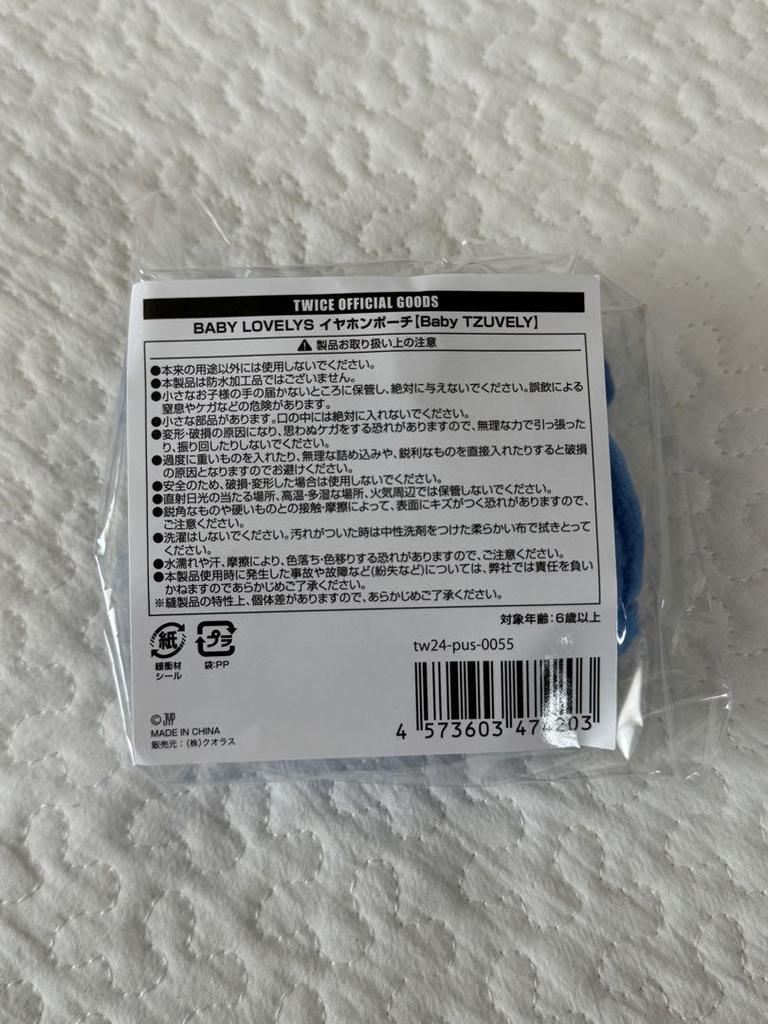 TWICE OFFICIAL GOODS
BABY LOVELYS イヤホンポーチ【Baby TZUVELY】
⚠ 製品お取り扱い上の注意
●本来の用途以外には使用しないでください。
●本製品は防水加工品ではございません。
●小さなお子様の手の届かないところに保管し、絶対に与えないでください。誤飲による
窒息やケガなどの危険があります。
●小さな部品があります。口の中には絶対に入れないでください。
●変形・破損の原因になり、思わぬケガをする恐れがありますので、無理な力で引っ張った
り、振り回したりしないでください。
●過度に重いものを入れたり、無理な詰め込みや、鋭利なものを直接入れたりすると破損
の原因となりますのでお避けください。
●安全のため、破損・変形した場合は使用しないでください。
●直射日光の当たる場所、高温・多湿な場所、火気周辺では保管しないでください。
●鋭角なものや硬いものとの接触・摩擦によって、表面にキズがつく恐れがありますので、
ご注意ください。
●洗濯はしないでください。汚れがついた時は中性洗剤をつけた柔らかい布で拭きとって
ください。
●水濡れや汗、摩擦により、色落ち・色移りする恐れがありますので、ご注意ください。
●本製品使用時に発生した事故や故障など(紛失など)については、弊社では責任を負い
かねますのであらかじめご了承ください。
※縫製品の特性上、個体差がありますので、あらかじめご了承ください。
対象年齢:6歳以上
紙
緩衝材
シール
プラ
袋:PP
tw24-pus-0055
4 573603
© JYP
MADE IN CHINA
販売元:(株)クオラス